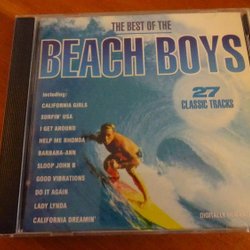 THE BEST OF THE
BEACH BOYS
27
CLASSIC TRACKS
Including:
CALIFORNIA GIRLS
SURFIN' USA
I GET AROUND
HELP ME RHONDA
BARBARA-ANN
SLOOP JOHN B
GOOD VIBRATIONS
DO IT AGAIN
LADY LYNDA
CALIFORNIA DREAMIN'
DIGITALLY